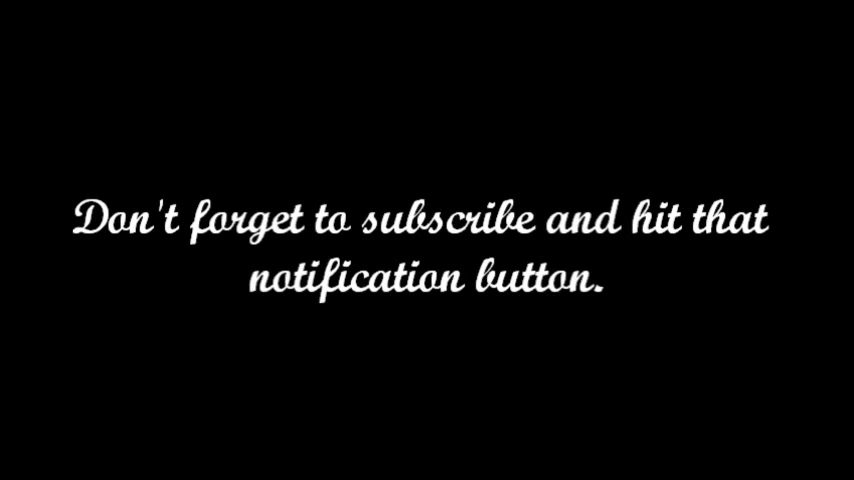 Don't forget to subscribe and hit that
notification button.